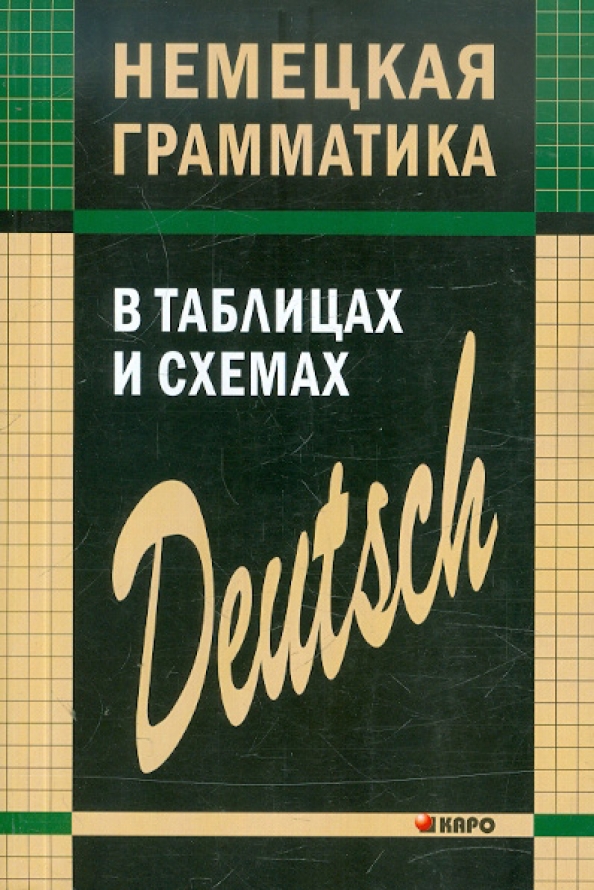 НЕМЕЦКАЯ
ГРАММАТИКА
В ТАБЛИЦАХ
И СХЕМАХ
Deutsch
КАРО